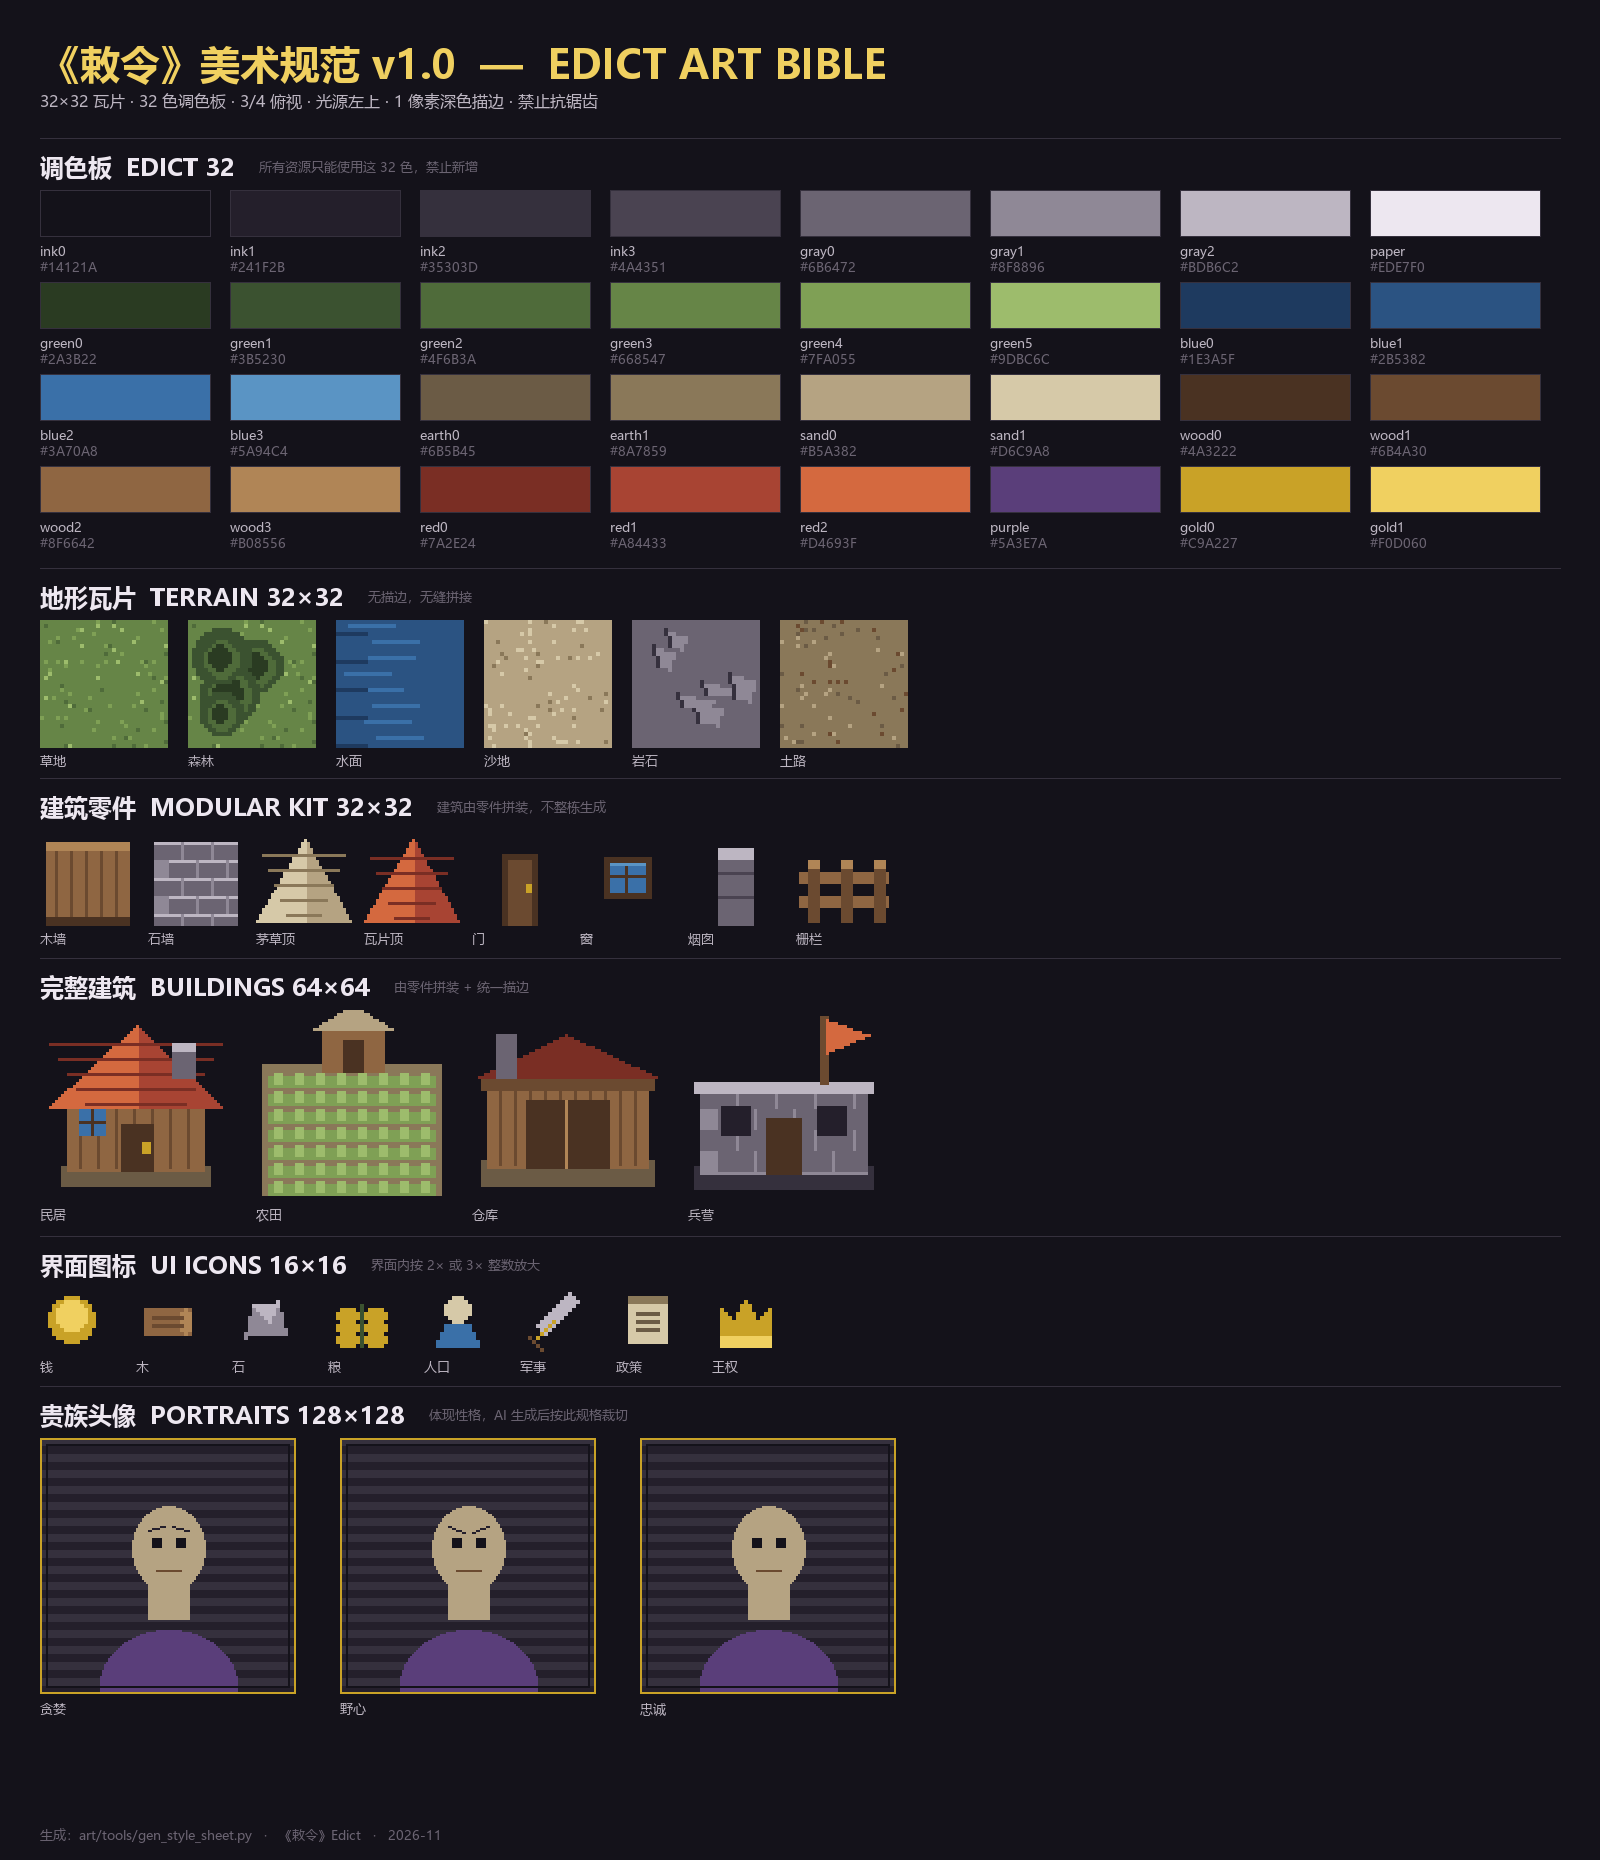 《敕令》美术规范 v1.0 — EDICT ART BIBLE
32×32 瓦片 · 32 色调色板 · 3/4 俯视 · 光源左上 · 1 像素深色描边 · 禁止抗锯齿
调色板 EDICT 32 所有资源只能使用这 32 色，禁止新增
ink0 ink1 ink2 ink3 gray0 gray1 gray2 paper
#14121A #241F2B #35303D #4A4351 #6B6472 #8F8896 #BDB6C2 #EDE7F0
green0 green1 green2 green3 green4 green5 blue0 blue1
#2A3B22 #3B5230 #4F6B3A #668547 #7FA055 #9DBC6C #1E3A5F #2B5382
blue2 blue3 earth0 earth1 sand0 sand1 wood0 wood1
#3A70A8 #5A94C4 #6B5B45 #8A7859 #B5A382 #D6C9A8 #4A3222 #6B4A30
wood2 wood3 red0 red1 red2 purple gold0 gold1
#8F6642 #B08556 #7A2E24 #A84433 #D4693F #5A3E7A #C9A227 #F0D060
地形瓦片 TERRAIN 32×32 无描边，无缝拼接
草地 森林 水面 沙地 岩石 土路
建筑零件 MODULAR KIT 32×32 建筑由零件拼装，不整栋生成
木墙 石墙 茅草顶 瓦片顶 门 窗 烟囱 栅栏
完整建筑 BUILDINGS 64×64 由零件拼装 + 统一描边
民居 农田 仓库 兵营
界面图标 UI ICONS 16×16 界面内按 2× 或 3× 整数放大
钱 木 石 粮 人口 军事 政策 王权
贵族头像 PORTRAITS 128×128 体现性格，AI 生成后按此规格裁切
贪婪 野心 忠诚
生成：art/tools/gen_style_sheet.py · 《敕令》Edict · 2026-11